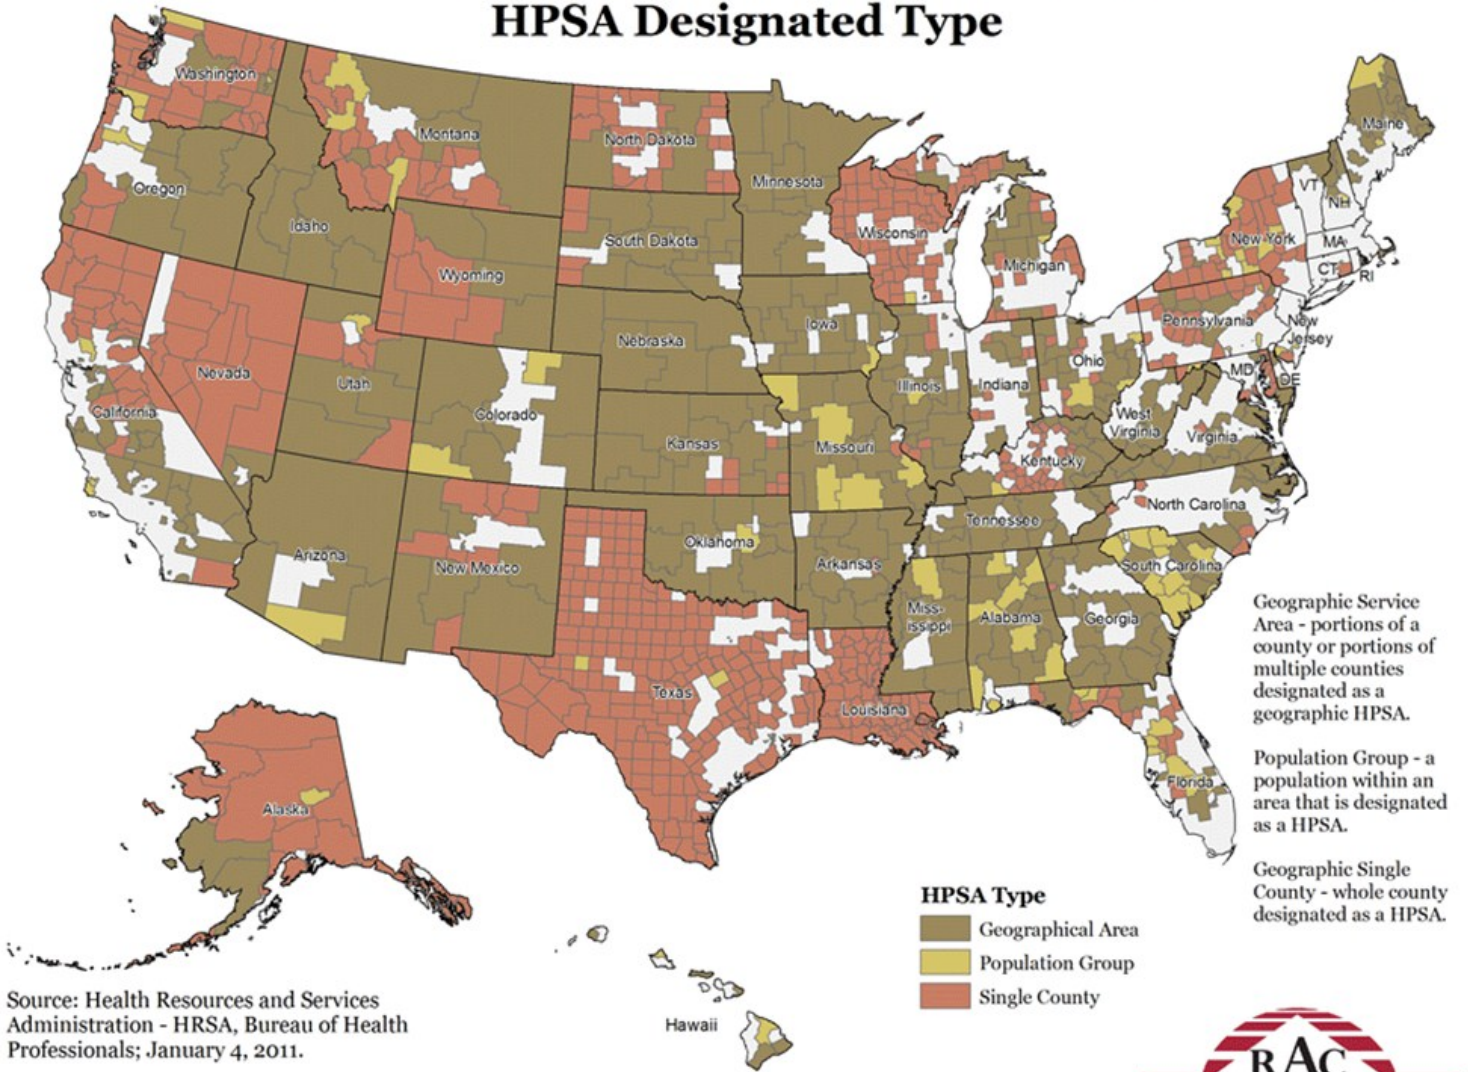 HPSA Designated Type
Washington
Montana
North Dakota
Minnesota
Maine
Oregon
Idaho
South Dakota
Wisconsin
Michigan
VT
NH
New York
MA
CT
RI
Wyoming
Nebraska
Iowa
Pennsylvania
New
Jersey
Nevada
Utah
Colorado
Kansas
Missouri
Illinois
Indiana
Ohio
MD
DE
West
Virginia
Virginia
California
Kentucky
Arizona
New Mexico
Oklahoma
Arkansas
Tennessee
North Carolina
South Carolina
Miss-
issippi
Alabama
Georgia
Texas
Louisiana
Florida
Alaska
Hawaii
Geographic Service
Area - portions of a
county or portions of
multiple counties
designated as a
geographic HPSA.
Population Group - a
population within an
area that is designated
as a HPSA.
Geographic Single
County - whole county
designated as a HPSA.
HPSA Type
Geographical Area
Population Group
Single County
Source: Health Resources and Services
Administration - HRSA, Bureau of Health
Professionals; January 4, 2011.
RAC